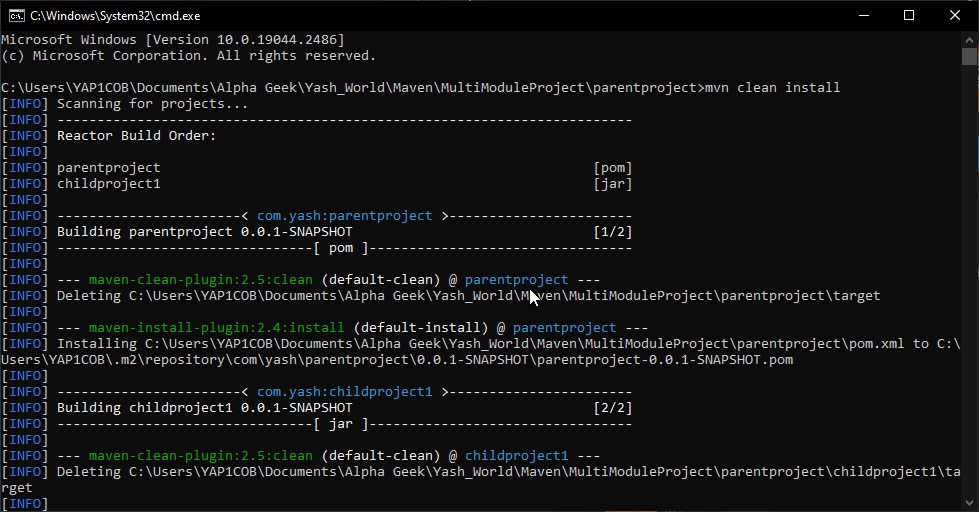 C:\Windows\System32\cmd.exe
Microsoft Windows [Version 10.0.19044.2486]
(c) Microsoft Corporation. All rights reserved.
C:\Users\YAP1COB\Documents\Alpha Geek\Yash_World\Maven\MultiModuleProject\parentproject>mvn clean install
[INFO] Scanning for projects...
[INFO] ------------------------------------------------------------------------
[INFO] Reactor Build Order:
[INFO]
[INFO] parentproject                                                      [pom]
[INFO] childproject1                                                      [jar]
[INFO]
[INFO] -----------------------< com.yash:parentproject >-----------------------
[INFO] Building parentproject 0.0.1-SNAPSHOT                              [1/2]
[INFO] --------------------------------[ pom ]---------------------------------
[INFO]
[INFO] --- maven-clean-plugin:2.5:clean (default-clean) @ parentproject ---
[INFO] Deleting C:\Users\YAP1COB\Documents\Alpha Geek\Yash_World\Maven\MultiModuleProject\parentproject\target
[INFO]
[INFO] --- maven-install-plugin:2.4:install (default-install) @ parentproject ---
[INFO] Installing C:\Users\YAP1COB\Documents\Alpha Geek\Yash_World\Maven\MultiModuleProject\parentproject\pom.xml to C:\
Users\YAP1COB\.m2\repository\com\yash\parentproject\0.0.1-SNAPSHOT\parentproject-0.0.1-SNAPSHOT.pom
[INFO]
[INFO] -----------------------< com.yash:childproject1 >-----------------------
[INFO] Building childproject1 0.0.1-SNAPSHOT                              [2/2]
[INFO] --------------------------------[ jar ]---------------------------------
[INFO]
[INFO] --- maven-clean-plugin:2.5:clean (default-clean) @ childproject1 ---
[INFO] Deleting C:\Users\YAP1COB\Documents\Alpha Geek\Yash_World\Maven\MultiModuleProject\parentproject\childproject1\ta
rget
[INFO]